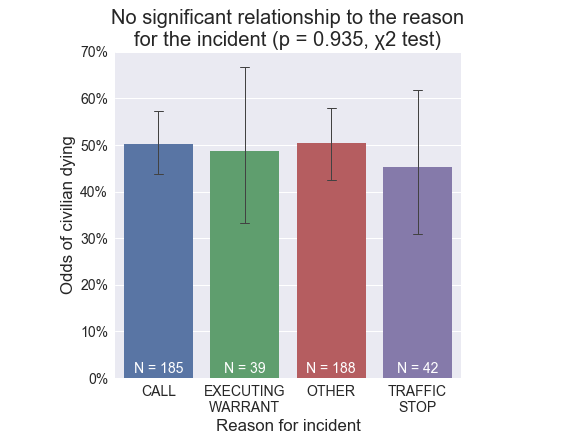 No significant relationship to the reason
for the incident (p = 0.935, χ2 test)
70%
60%
50%
40%
30%
20%
10%
0%
Odds of civilian dying
N = 185
N = 39
N = 188
N = 42
CALL
EXECUTING
WARRANT
OTHER
TRAFFIC
STOP
Reason for incident